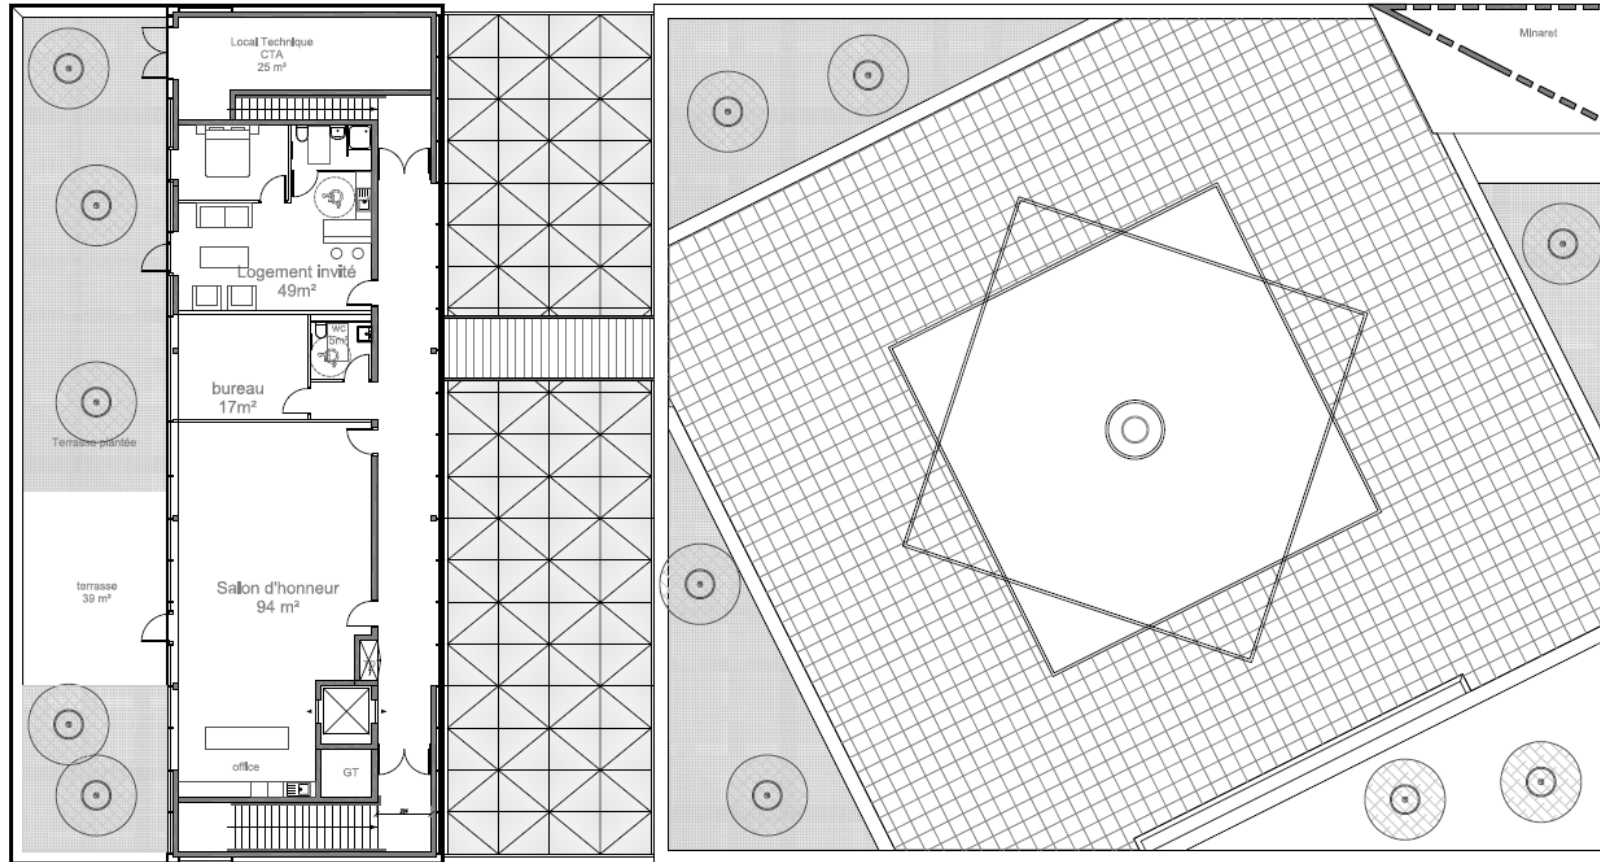 Local Technique
CTA
25 m²
Minaret
Logement invité
49m²
WC
5m²
bureau
17m²
Terrasse plantée
terrasse
39 m²
Salon d'honneur
94 m²
office
GT